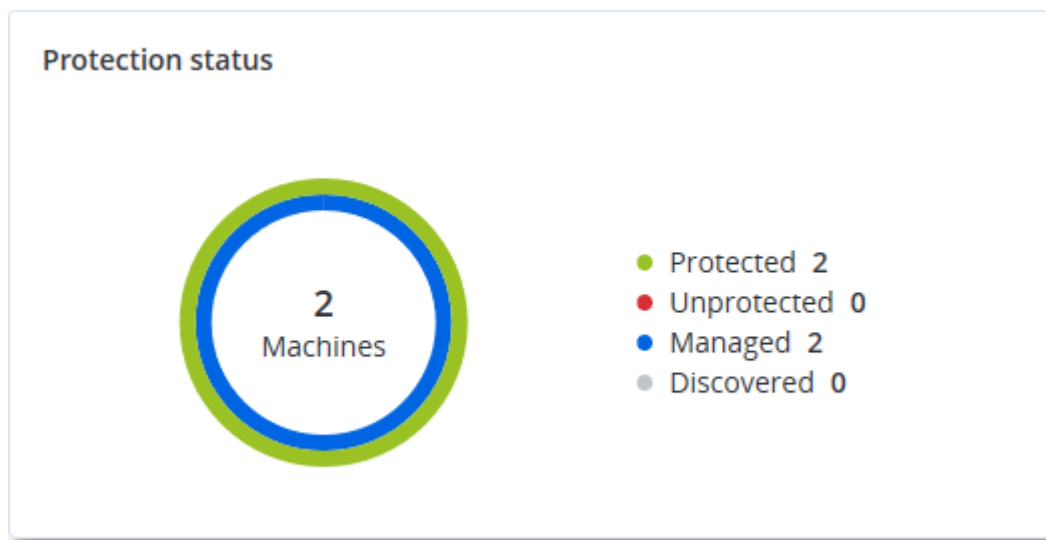 Protection status
2
Machines
Protected 2
Unprotected 0
Managed 2
Discovered 0